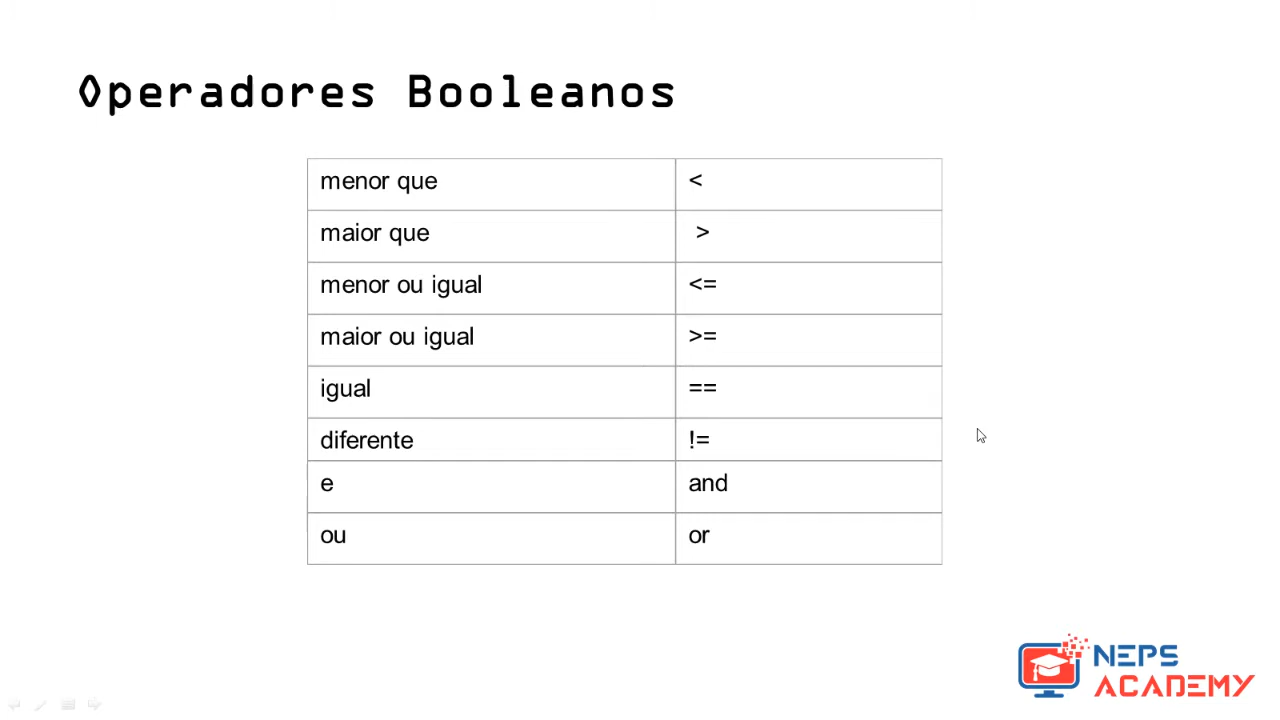 Operadores Booleanos
menor que <
maior que >
menor ou igual <=
maior ou igual >=
igual ==
diferente !=
e and
ou or
NEPS
ACADEMY